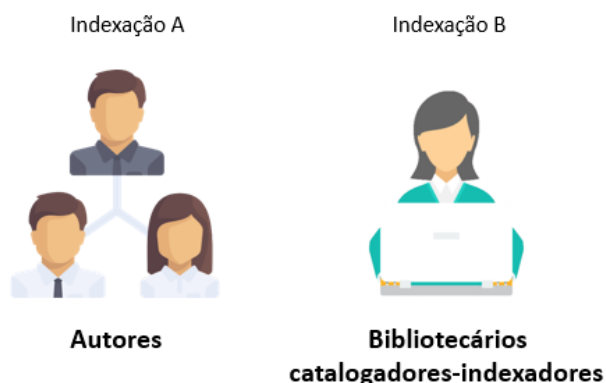 Indexação A
Indexação B
Autores
Bibliotecários
catalogadores-indexadores